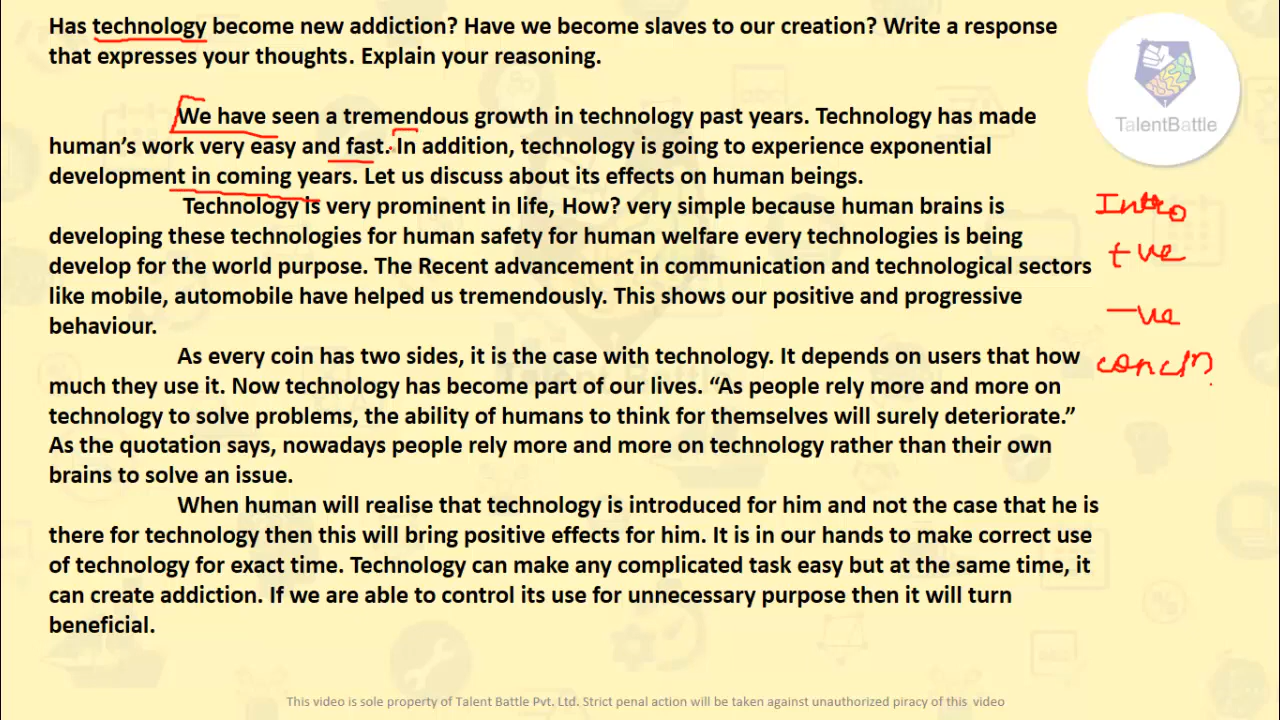 Has technology become new addiction? Have we become slaves to our creation? Write a response
that expresses your thoughts. Explain your reasoning.
TalentBattle
We have seen a tremendous growth in technology past years. Technology has made
human's work very easy and fast. In addition, technology is going to experience exponential
development in coming years. Let us discuss about its effects on human beings.
Technology is very prominent in life, How? very simple because human brains is
developing these technologies for human safety for human welfare every technologies is being
develop for the world purpose. The Recent advancement in communication and technological sectors
like mobile, automobile have helped us tremendously. This shows our positive and progressive
behaviour.
As every coin has two sides, it is the case with technology. It depends on users that how
much they use it. Now technology has become part of our lives. “As people rely more and more on
technology to solve problems, the ability of humans to think for themselves will surely deteriorate.”
As the quotation says, nowadays people rely more and more on technology rather than their own
brains to solve an issue.
When human will realise that technology is introduced for him and not the case that he is
there for technology then this will bring positive effects for him. It is in our hands to make correct use
of technology for exact time. Technology can make any complicated task easy but at the same time, it
can create addiction. If we are able to control its use for unnecessary purpose then it will turn
beneficial.
Intro
+ve
-ve
concln
This video is sole property of Talent Battle Pvt. Ltd. Strict penal action will be taken against unauthorized piracy of this video